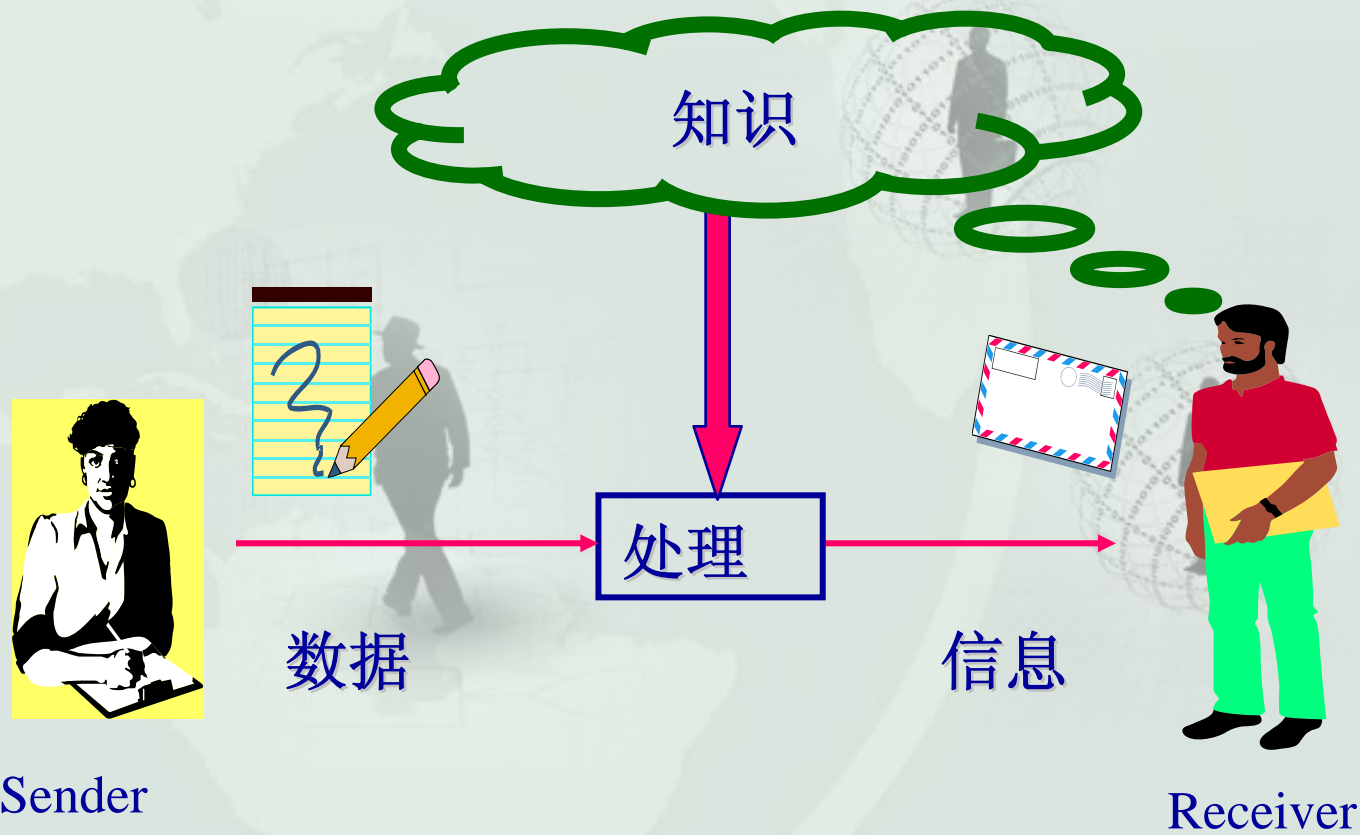 知识
处理
数据
信息
Sender
Receiver